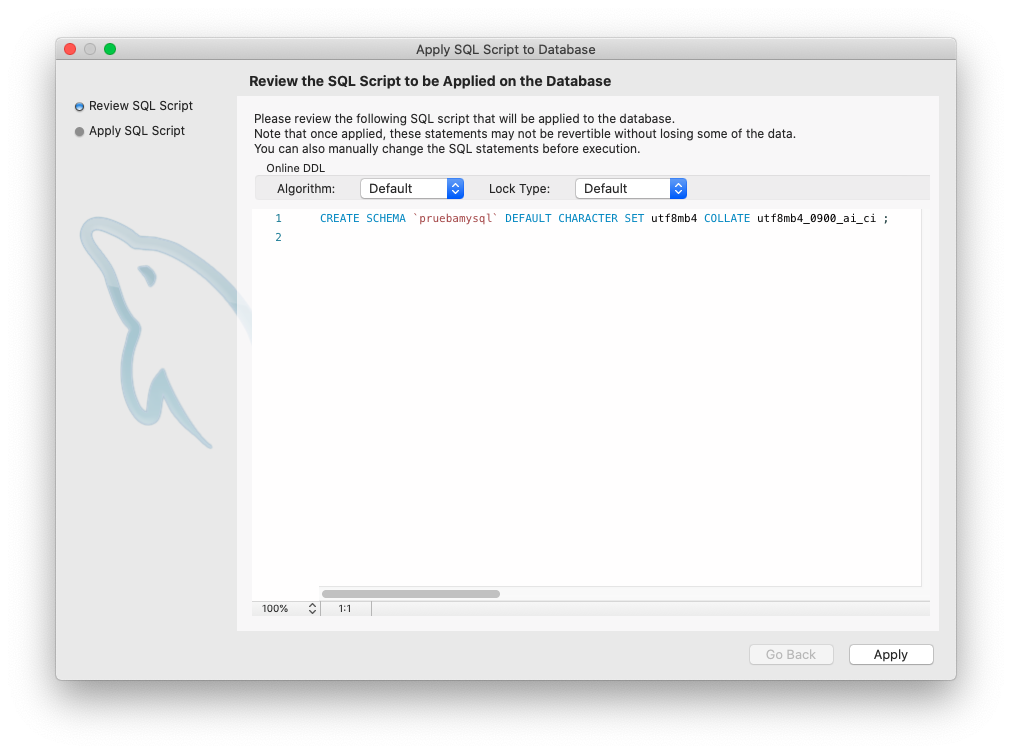 Apply SQL Script to Database
Review the SQL Script to be Applied on the Database
Review SQL Script
Apply SQL Script
Please review the following SQL script that will be applied to the database.
Note that once applied, these statements may not be revertible without losing some of the data.
You can also manually change the SQL statements before execution.
Online DDL
Algorithm: Default Lock Type: Default
1 CREATE SCHEMA `pruebamysql` DEFAULT CHARACTER SET utf8mb4 COLLATE utf8mb4_0900_ai_ci ;
2
100% 1:1
Go Back Apply